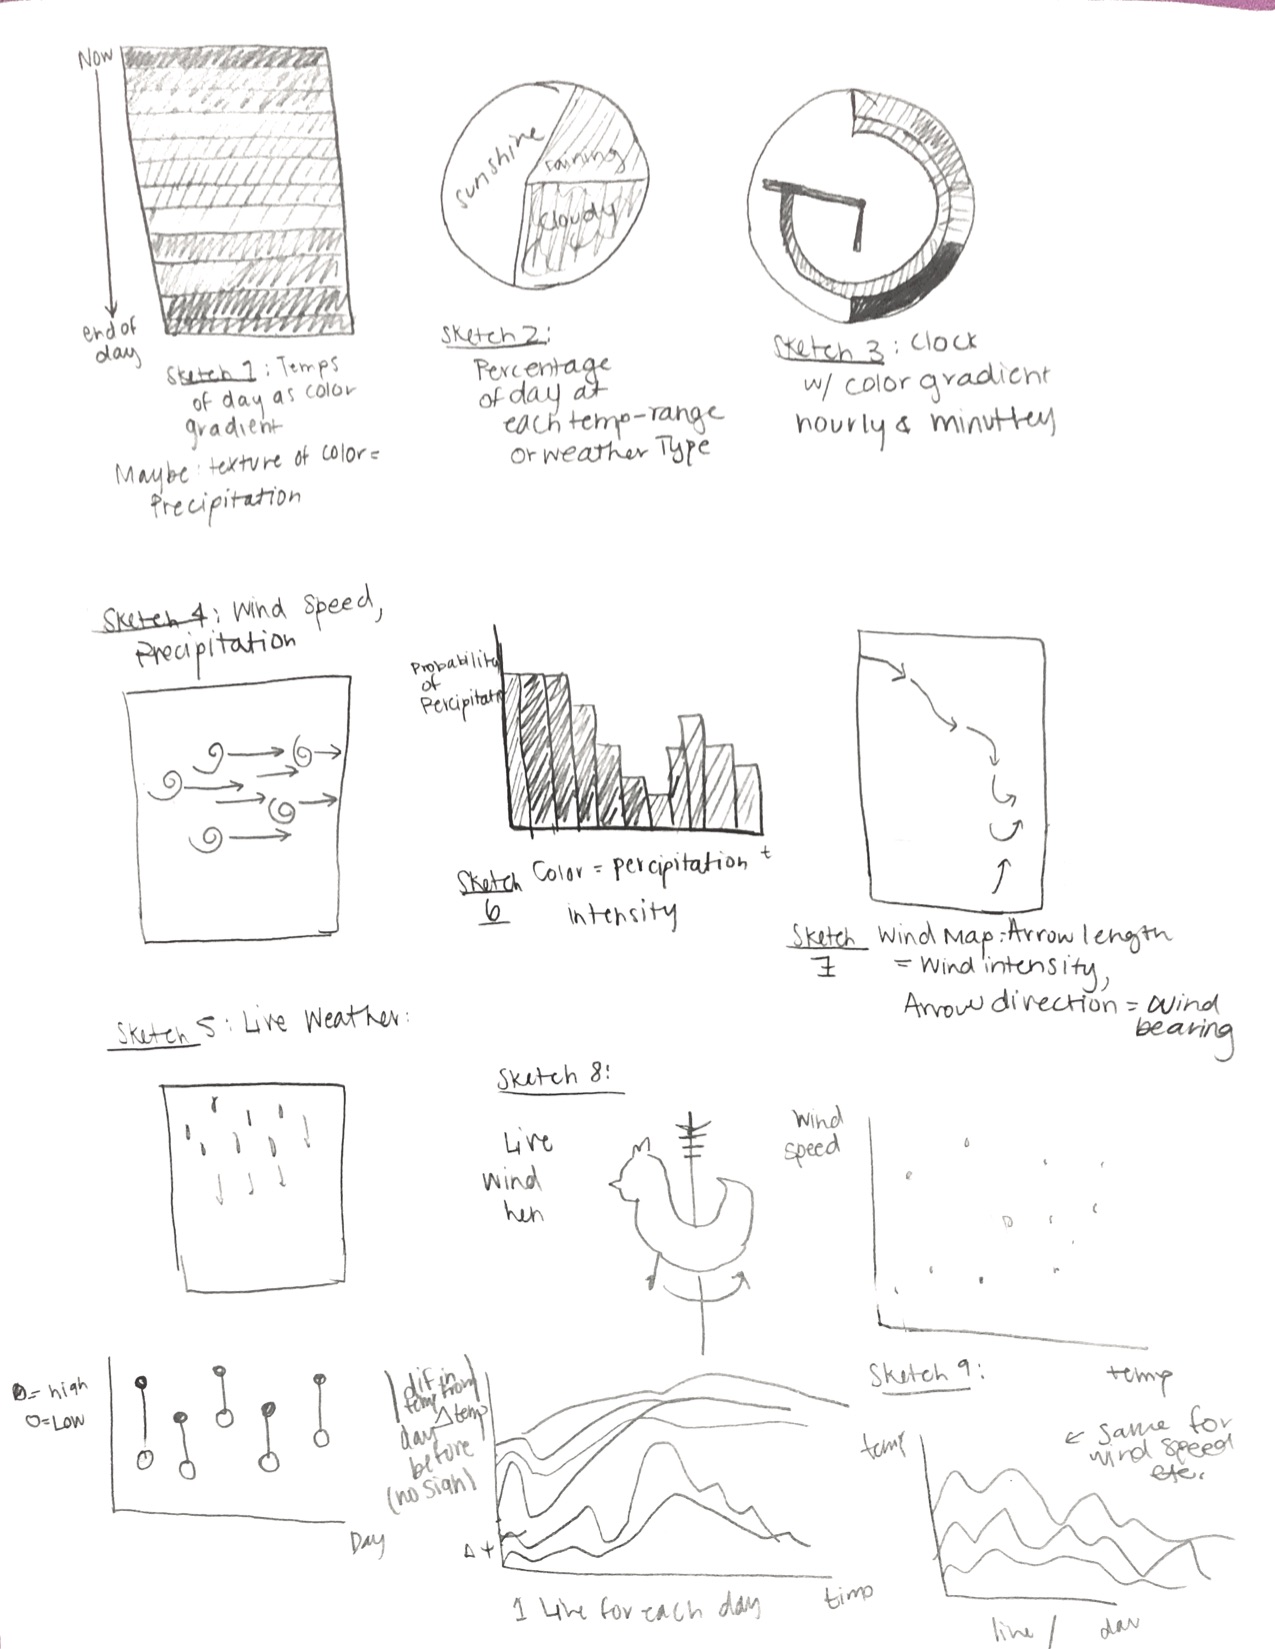 Now
end of
day
Sketch 1: Temps
of day as color
gradient
Maybe: texture of color =
Precipitation
sunshine
raining
cloudy
Sketch 2:
Percentage
of day at
each temp-range
or weather Type
Sketch 3: Clock
w/ color gradient
hourly & minuttey
Sketch 4: Wind Speed,
Precipitation
Probability
of
Percipitati
t
Sketch
6
Color = percipitation
intensity
Sketch
7
Wind Map: Arrow length
= Wind intensity,
Arrow direction = wind
bearing
Sketch 5: Live Weather:
Sketch 8:
Live
wind
hen
Wind
speed
temp
= high
O = Low
Day
dif in
temp from
Δ temp
day
before
(no sign)
Δ t
time
1 Line for each day
Sketch 9:
temp
← same for
wind speed
etc.
line / day